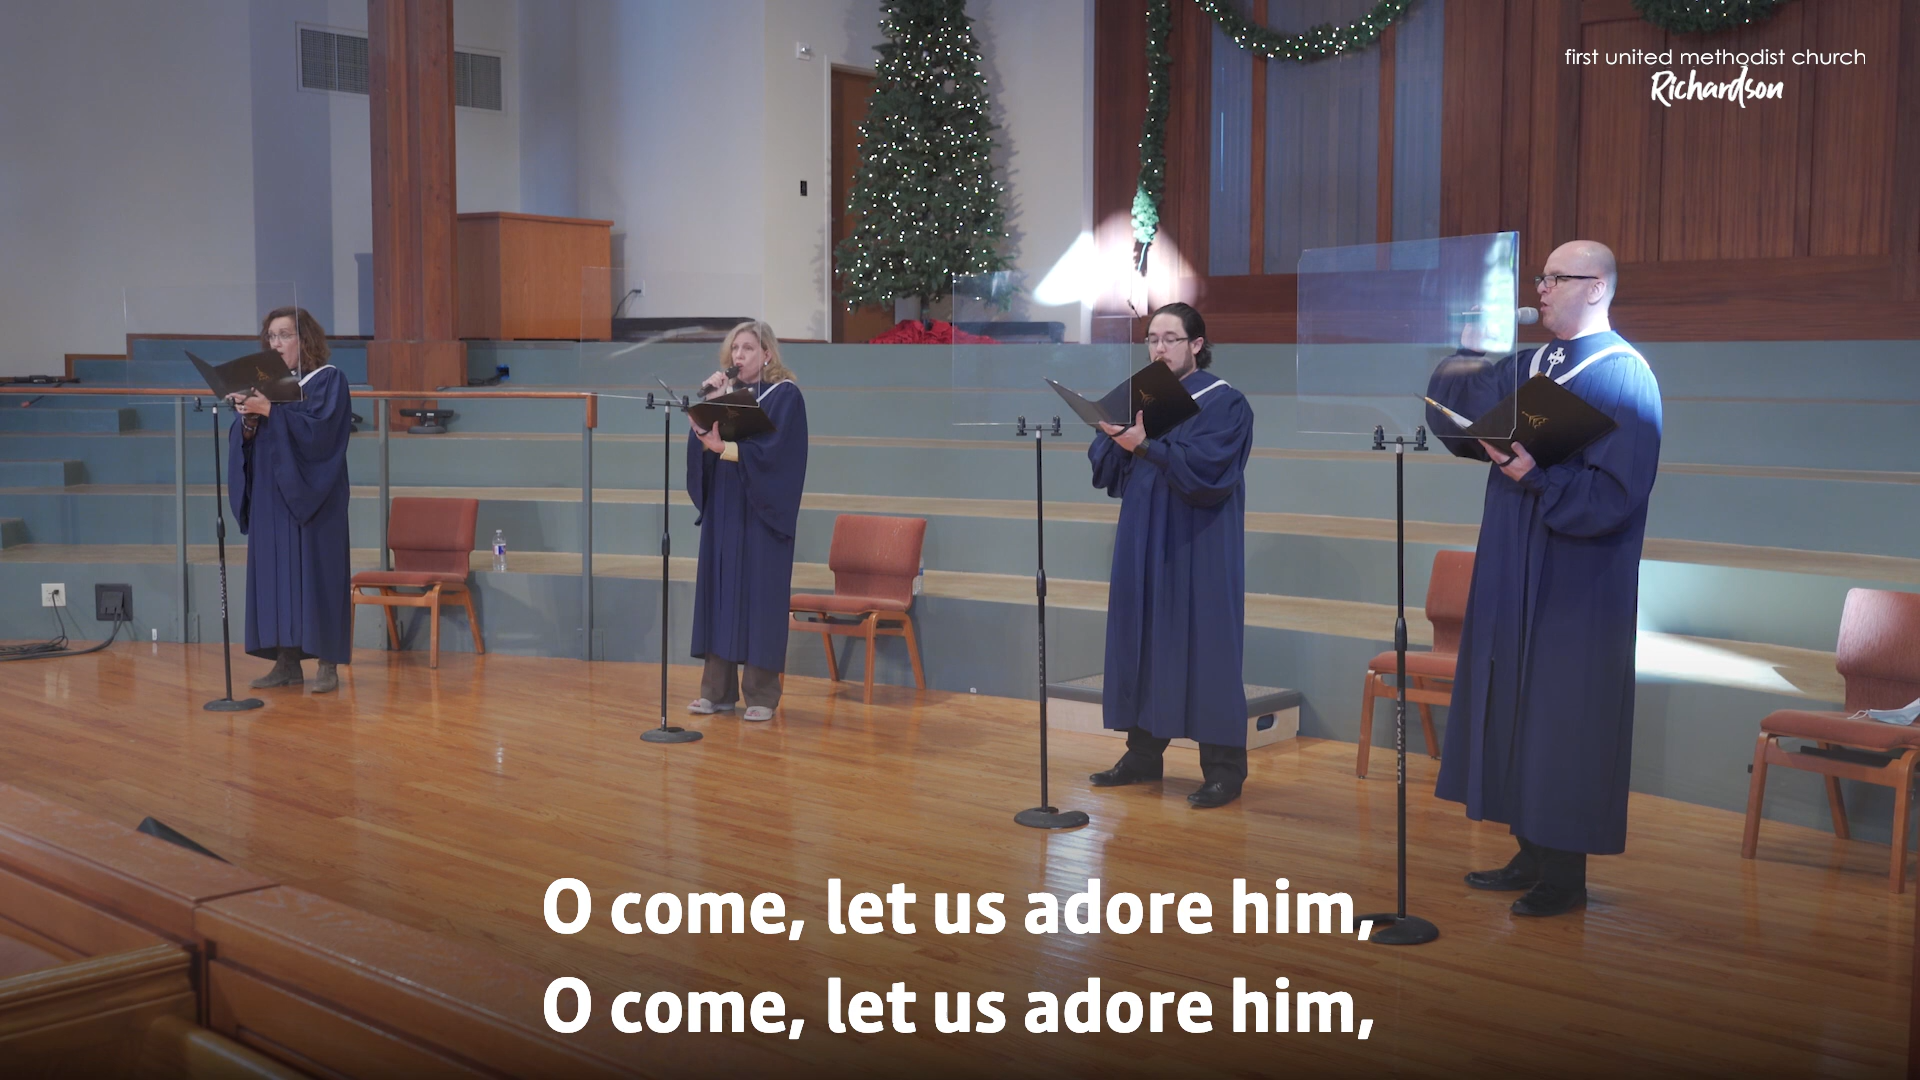 first united methodist church
Richardson
O come, let us adore him,
O come, let us adore him,